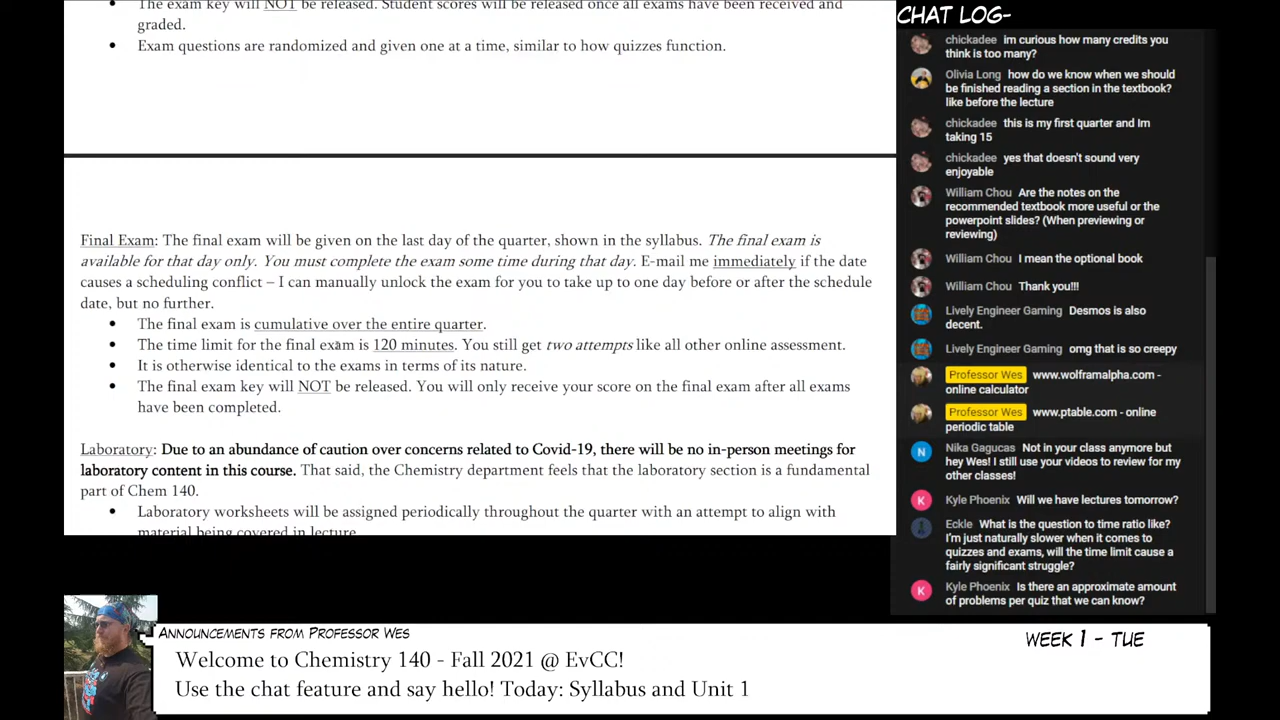 The exam key will NOT be released. Student scores will be released once all exams have been received and
graded.
• Exam questions are randomized and given one at a time, similar to how quizzes function.
Final Exam: The final exam will be given on the last day of the quarter, shown in the syllabus. The final exam is
available for that day only. You must complete the exam some time during that day. E-mail me immediately if the date
causes a scheduling conflict – I can manually unlock the exam for you to take up to one day before or after the schedule
date, but no further.
• The final exam is cumulative over the entire quarter.
• The time limit for the final exam is 120 minutes. You still get two attempts like all other online assessment.
• It is otherwise identical to the exams in terms of its nature.
• The final exam key will NOT be released. You will only receive your score on the final exam after all exams
have been completed.
Laboratory: Due to an abundance of caution over concerns related to Covid-19, there will be no in-person meetings for
laboratory content in this course. That said, the Chemistry department feels that the laboratory section is a fundamental
part of Chem 140.
• Laboratory worksheets will be assigned periodically throughout the quarter with an attempt to align with
material being covered in lecture.
CHAT LOG-
chickadee im curious how many credits you
think is too many?
Olivia Long how do we know when we should
be finished reading a section in the textbook?
like before the lecture
chickadee this is my first quarter and Im
taking 15
chickadee yes that doesn't sound very
enjoyable
William Chou Are the notes on the
recommended textbook more useful or the
powerpoint slides? (When previewing or
reviewing)
William Chou I mean the optional book
William Chou Thank you!!!
Lively Engineer Gaming Desmos is also
decent.
Lively Engineer Gaming omg that is so creepy
Professor Wes www.wolframalpha.com -
online calculator
Professor Wes www.ptable.com - online
periodic table
N
Nika Gagucas Not in your class anymore but
hey Wes! I still use your videos to review for my
other classes!
K
Kyle Phoenix Will we have lectures tomorrow?
Eckle What is the question to time ratio like?
I'm just naturally slower when it comes to
quizzes and exams, will the time limit cause a
fairly significant struggle?
K
Kyle Phoenix Is there an approximate amount
of problems per quiz that we can know?
Announcements from Professor Wes
WEEK 1 - TUE
Welcome to Chemistry 140 - Fall 2021 @ EvCC!
Use the chat feature and say hello! Today: Syllabus and Unit 1